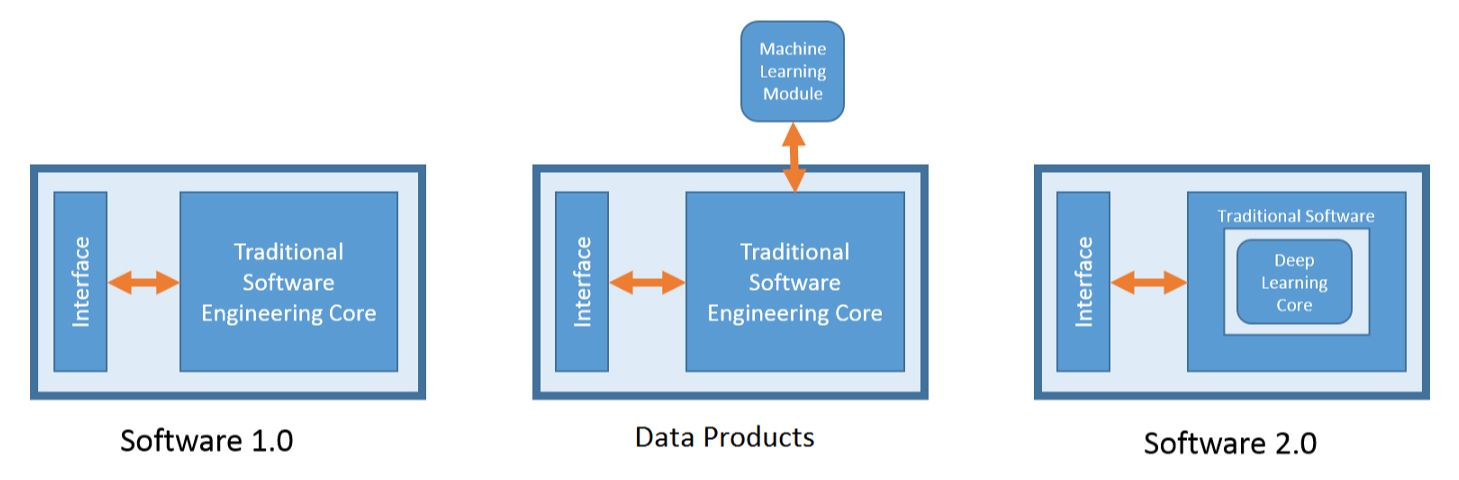 Machine
Learning
Module
Interface
Traditional
Software
Engineering Core
Interface
Traditional
Software
Engineering Core
Interface
Traditional Software
Deep
Learning
Core
Software 1.0
Data Products
Software 2.0